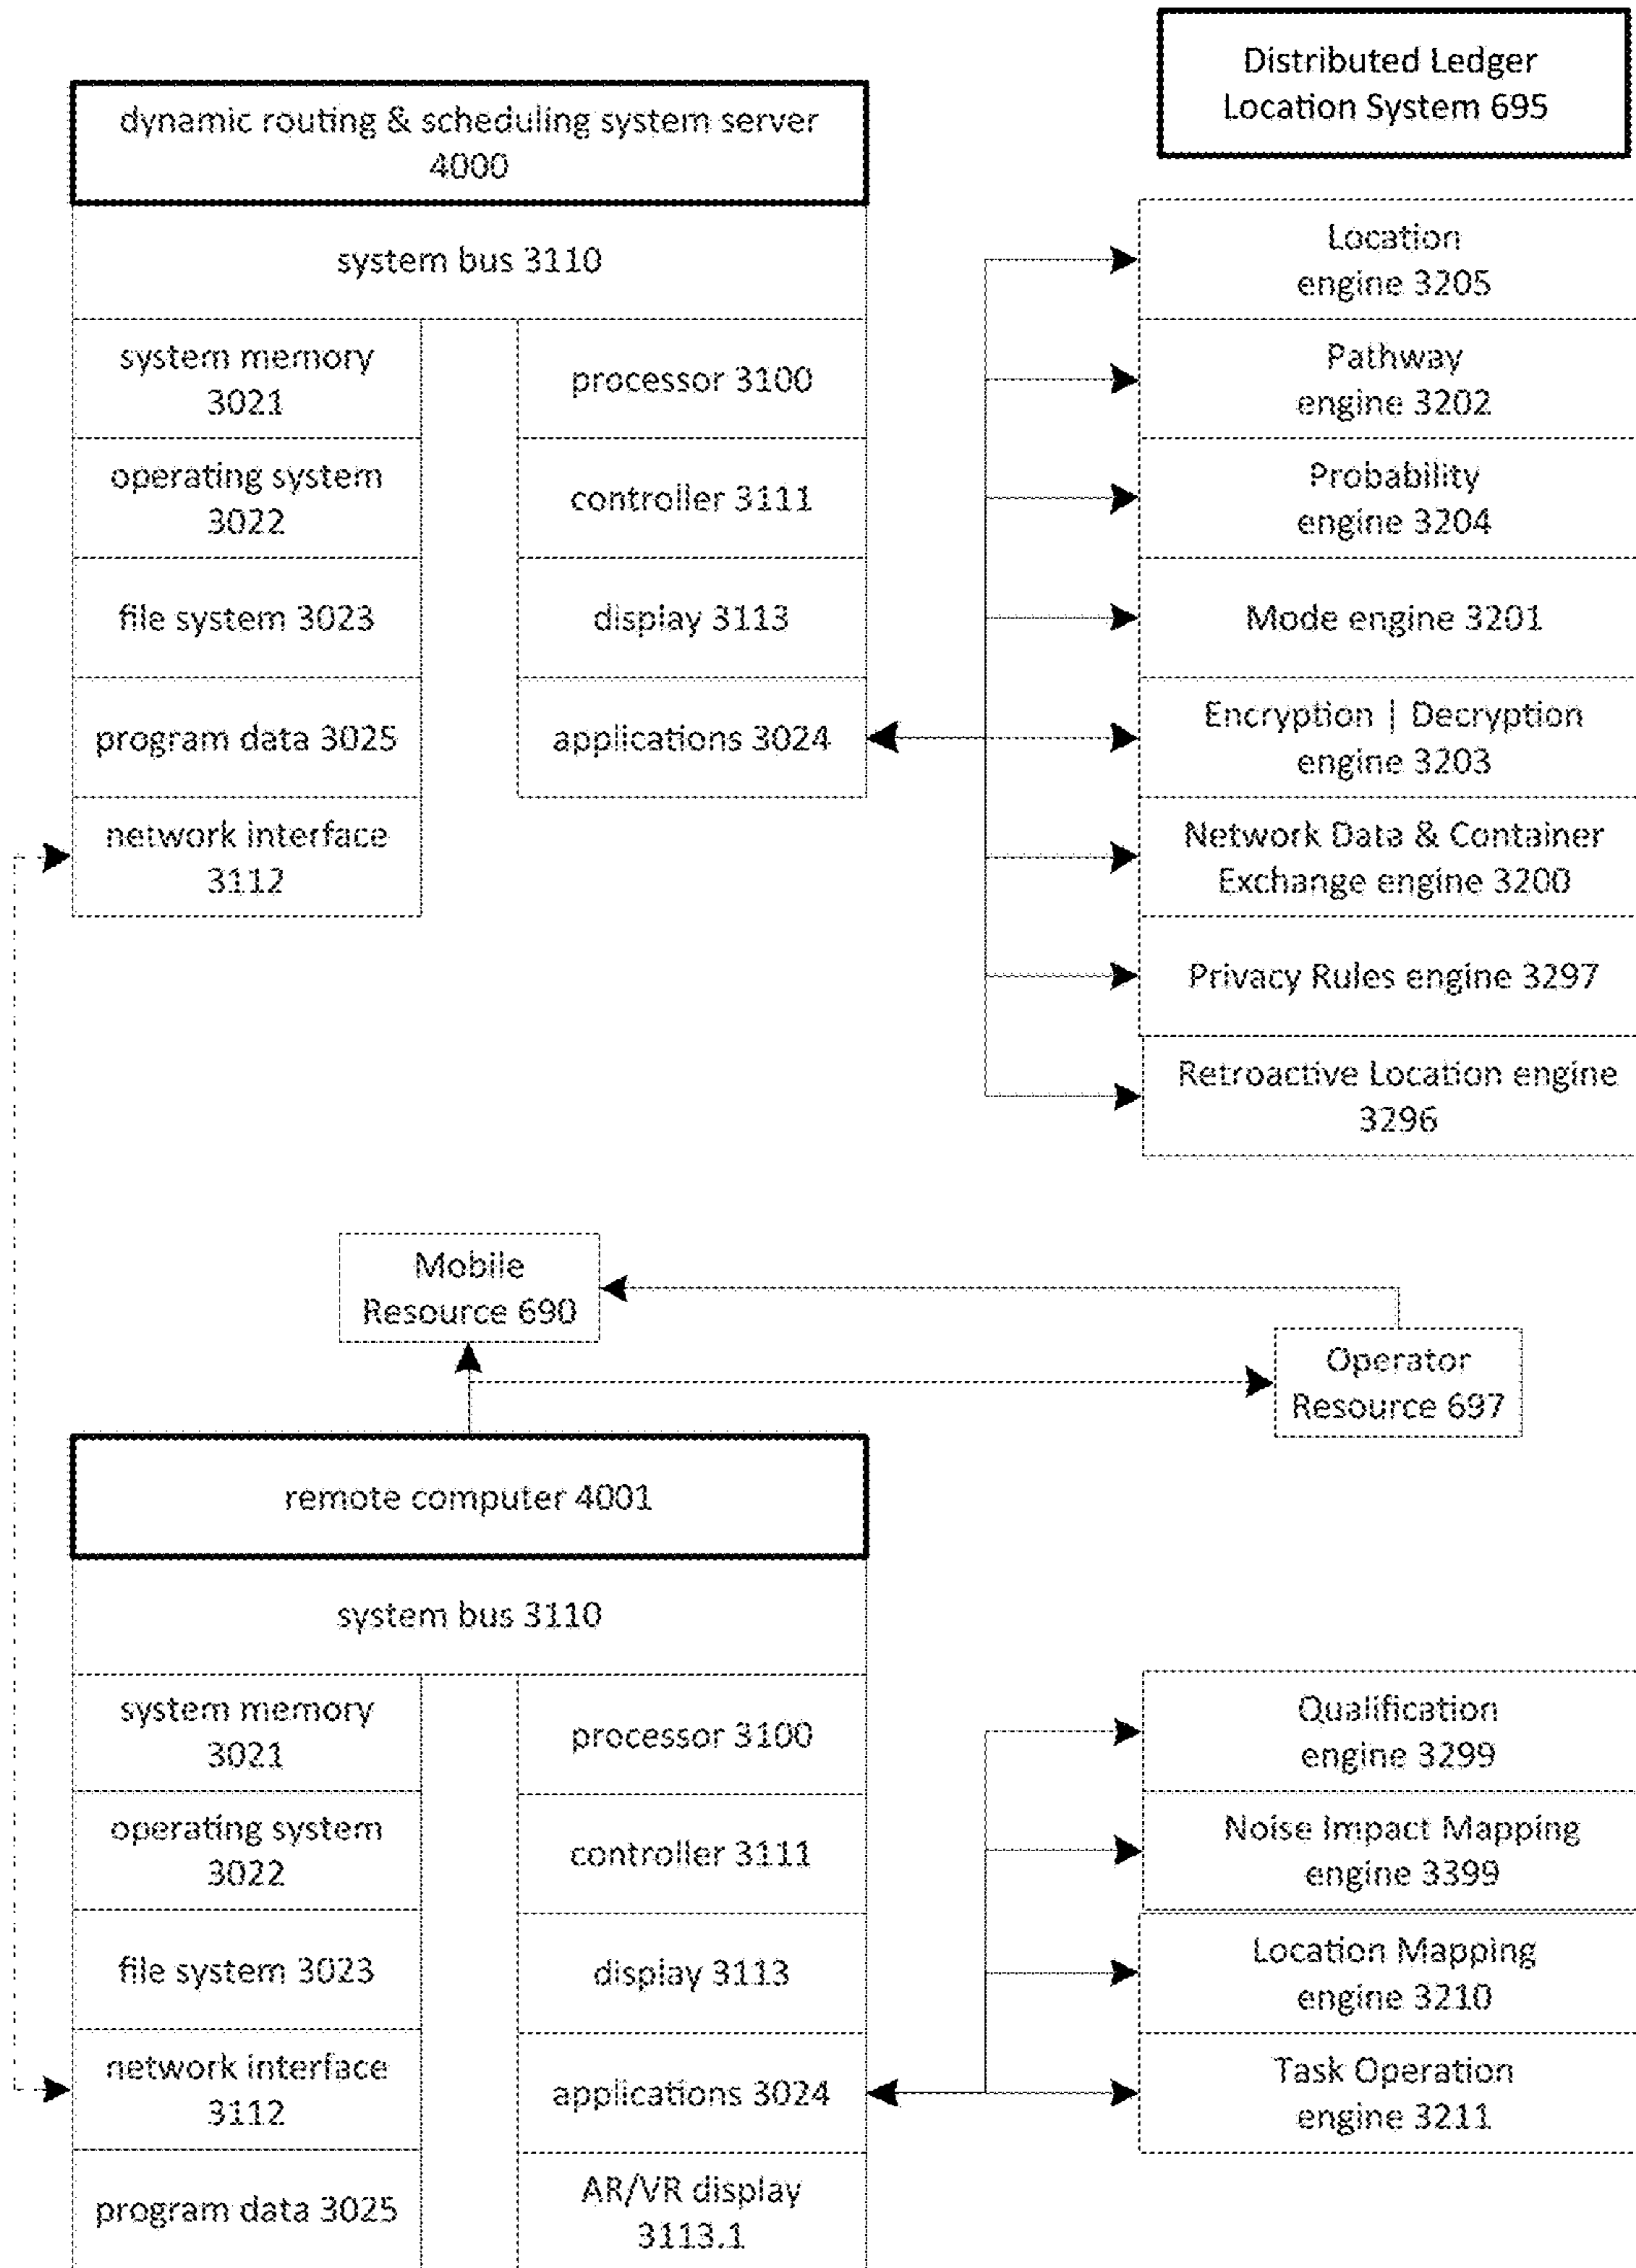 Distributed Ledger
Location System 695
dynamic routing & scheduling system server
4000
system bus 3110
system memory
3021
operating system
3022
file system 3023
program data 3025
network interface
3112
processor 3100
controller 3111
display 3113
applications 3024
Location
engine 3205
Pathway
engine 3202
Probability
engine 3204
Mode engine 3201
Encryption | Decryption
engine 3203
Network Data & Container
Exchange engine 3200
Privacy Rules engine 3297
Retroactive Location engine
3296
Mobile
Resource 690
Operator
Resource 697
remote computer 4001
system bus 3110
system memory
3021
operating system
3022
file system 3023
network interface
3112
program data 3025
processor 3100
controller 3111
display 3113
applications 3024
AR/VR display
3113.1
Qualification
engine 3299
Noise Impact Mapping
engine 3399
Location Mapping
engine 3210
Task Operation
engine 3211